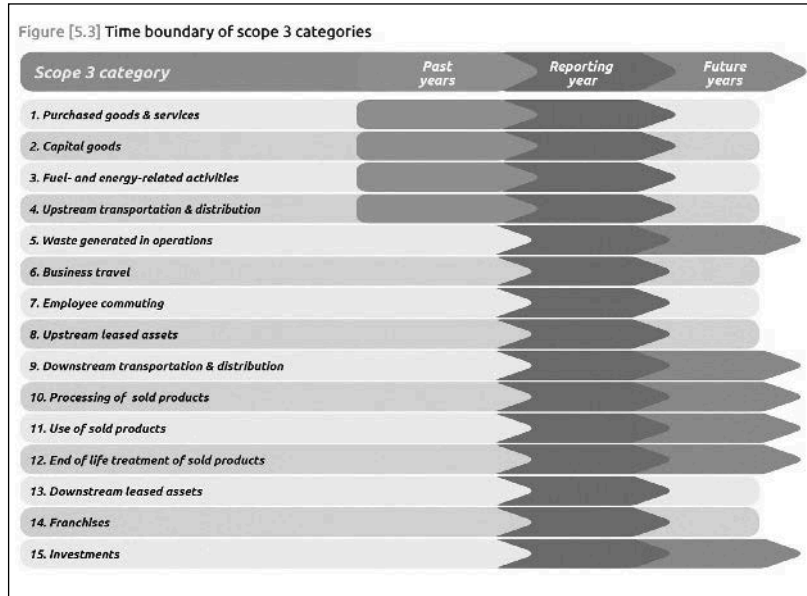 Figure [5.3] Time boundary of scope 3 categories
Scope 3 category
Past
years
Reporting
year
Future
years
1. Purchased goods & services
2. Capital goods
3. Fuel- and energy-related activities
4. Upstream transportation & distribution
5. Waste generated in operations
6. Business travel
7. Employee commuting
8. Upstream leased assets
9. Downstream transportation & distribution
10. Processing of sold products
11. Use of sold products
12. End of life treatment of sold products
13. Downstream leased assets
14. Franchises
15. Investments